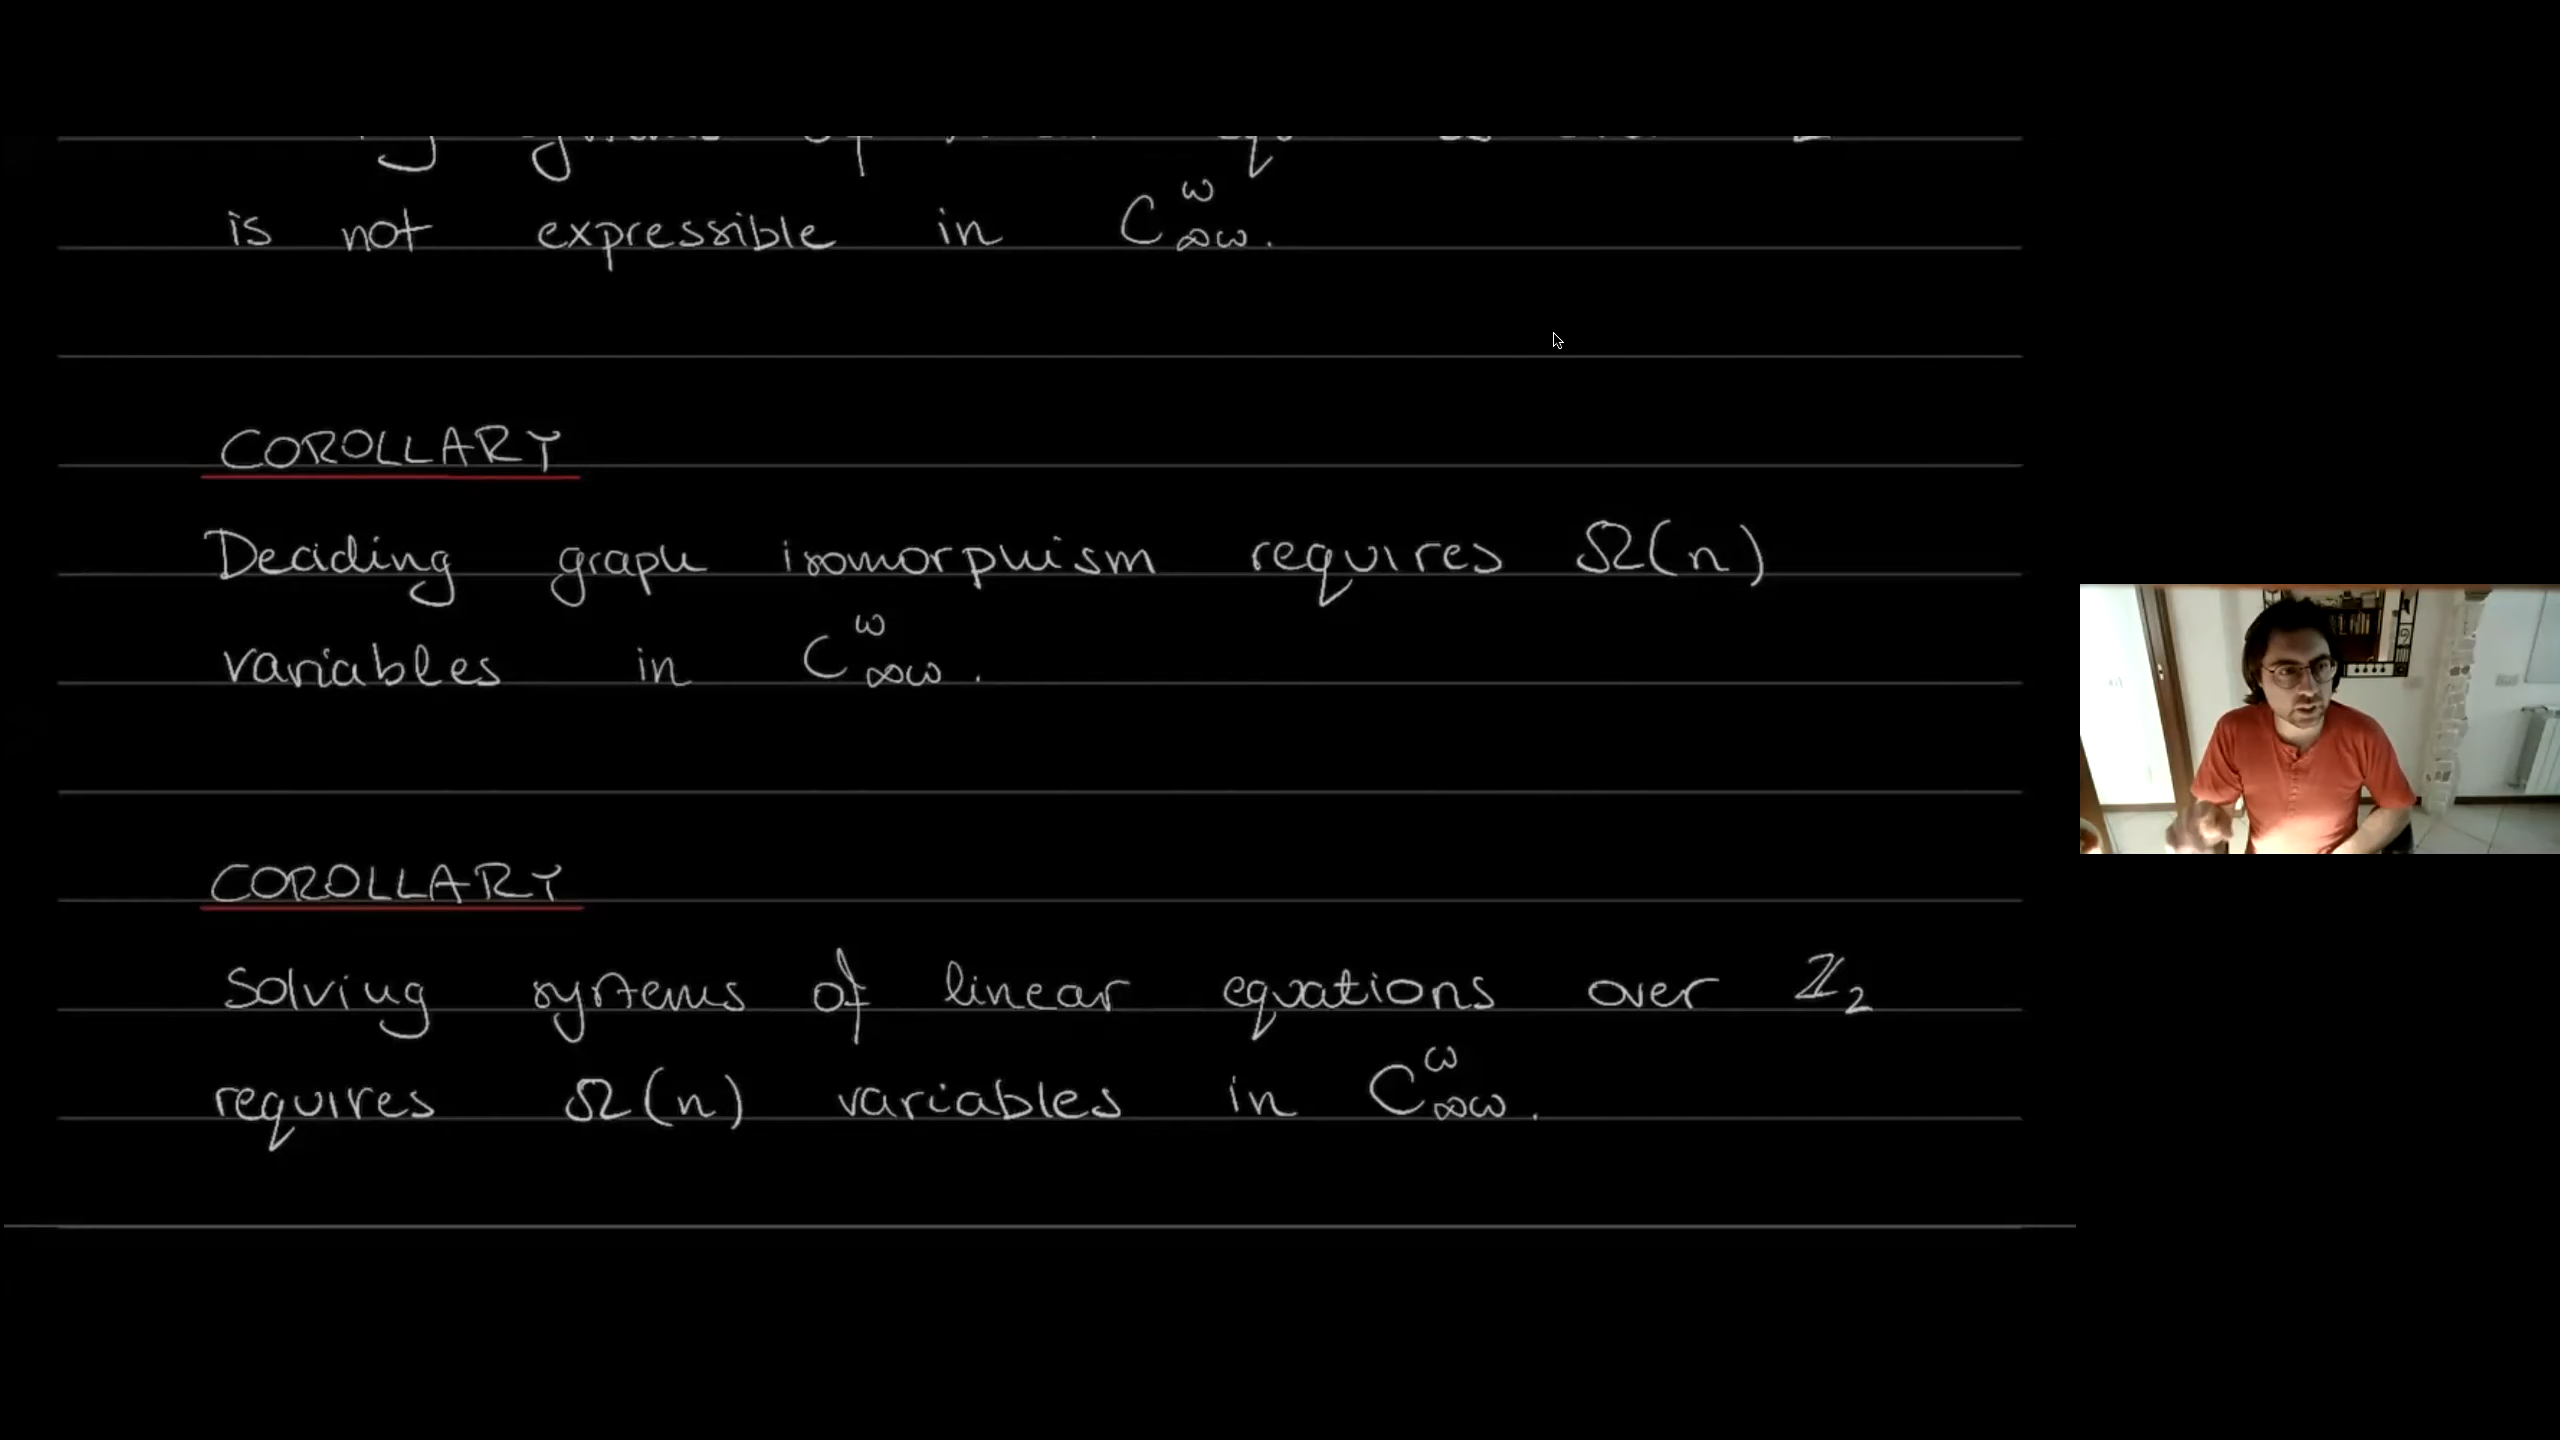 is not expressible in C^ω_∞ω.
COROLLARY
Deciding graph isomorphism requires Ω(n)
variables in C^ω_∞ω.
COROLLARY
Solving systems of linear equations over ℤ₂
requires Ω(n) variables in C^ω_∞ω.